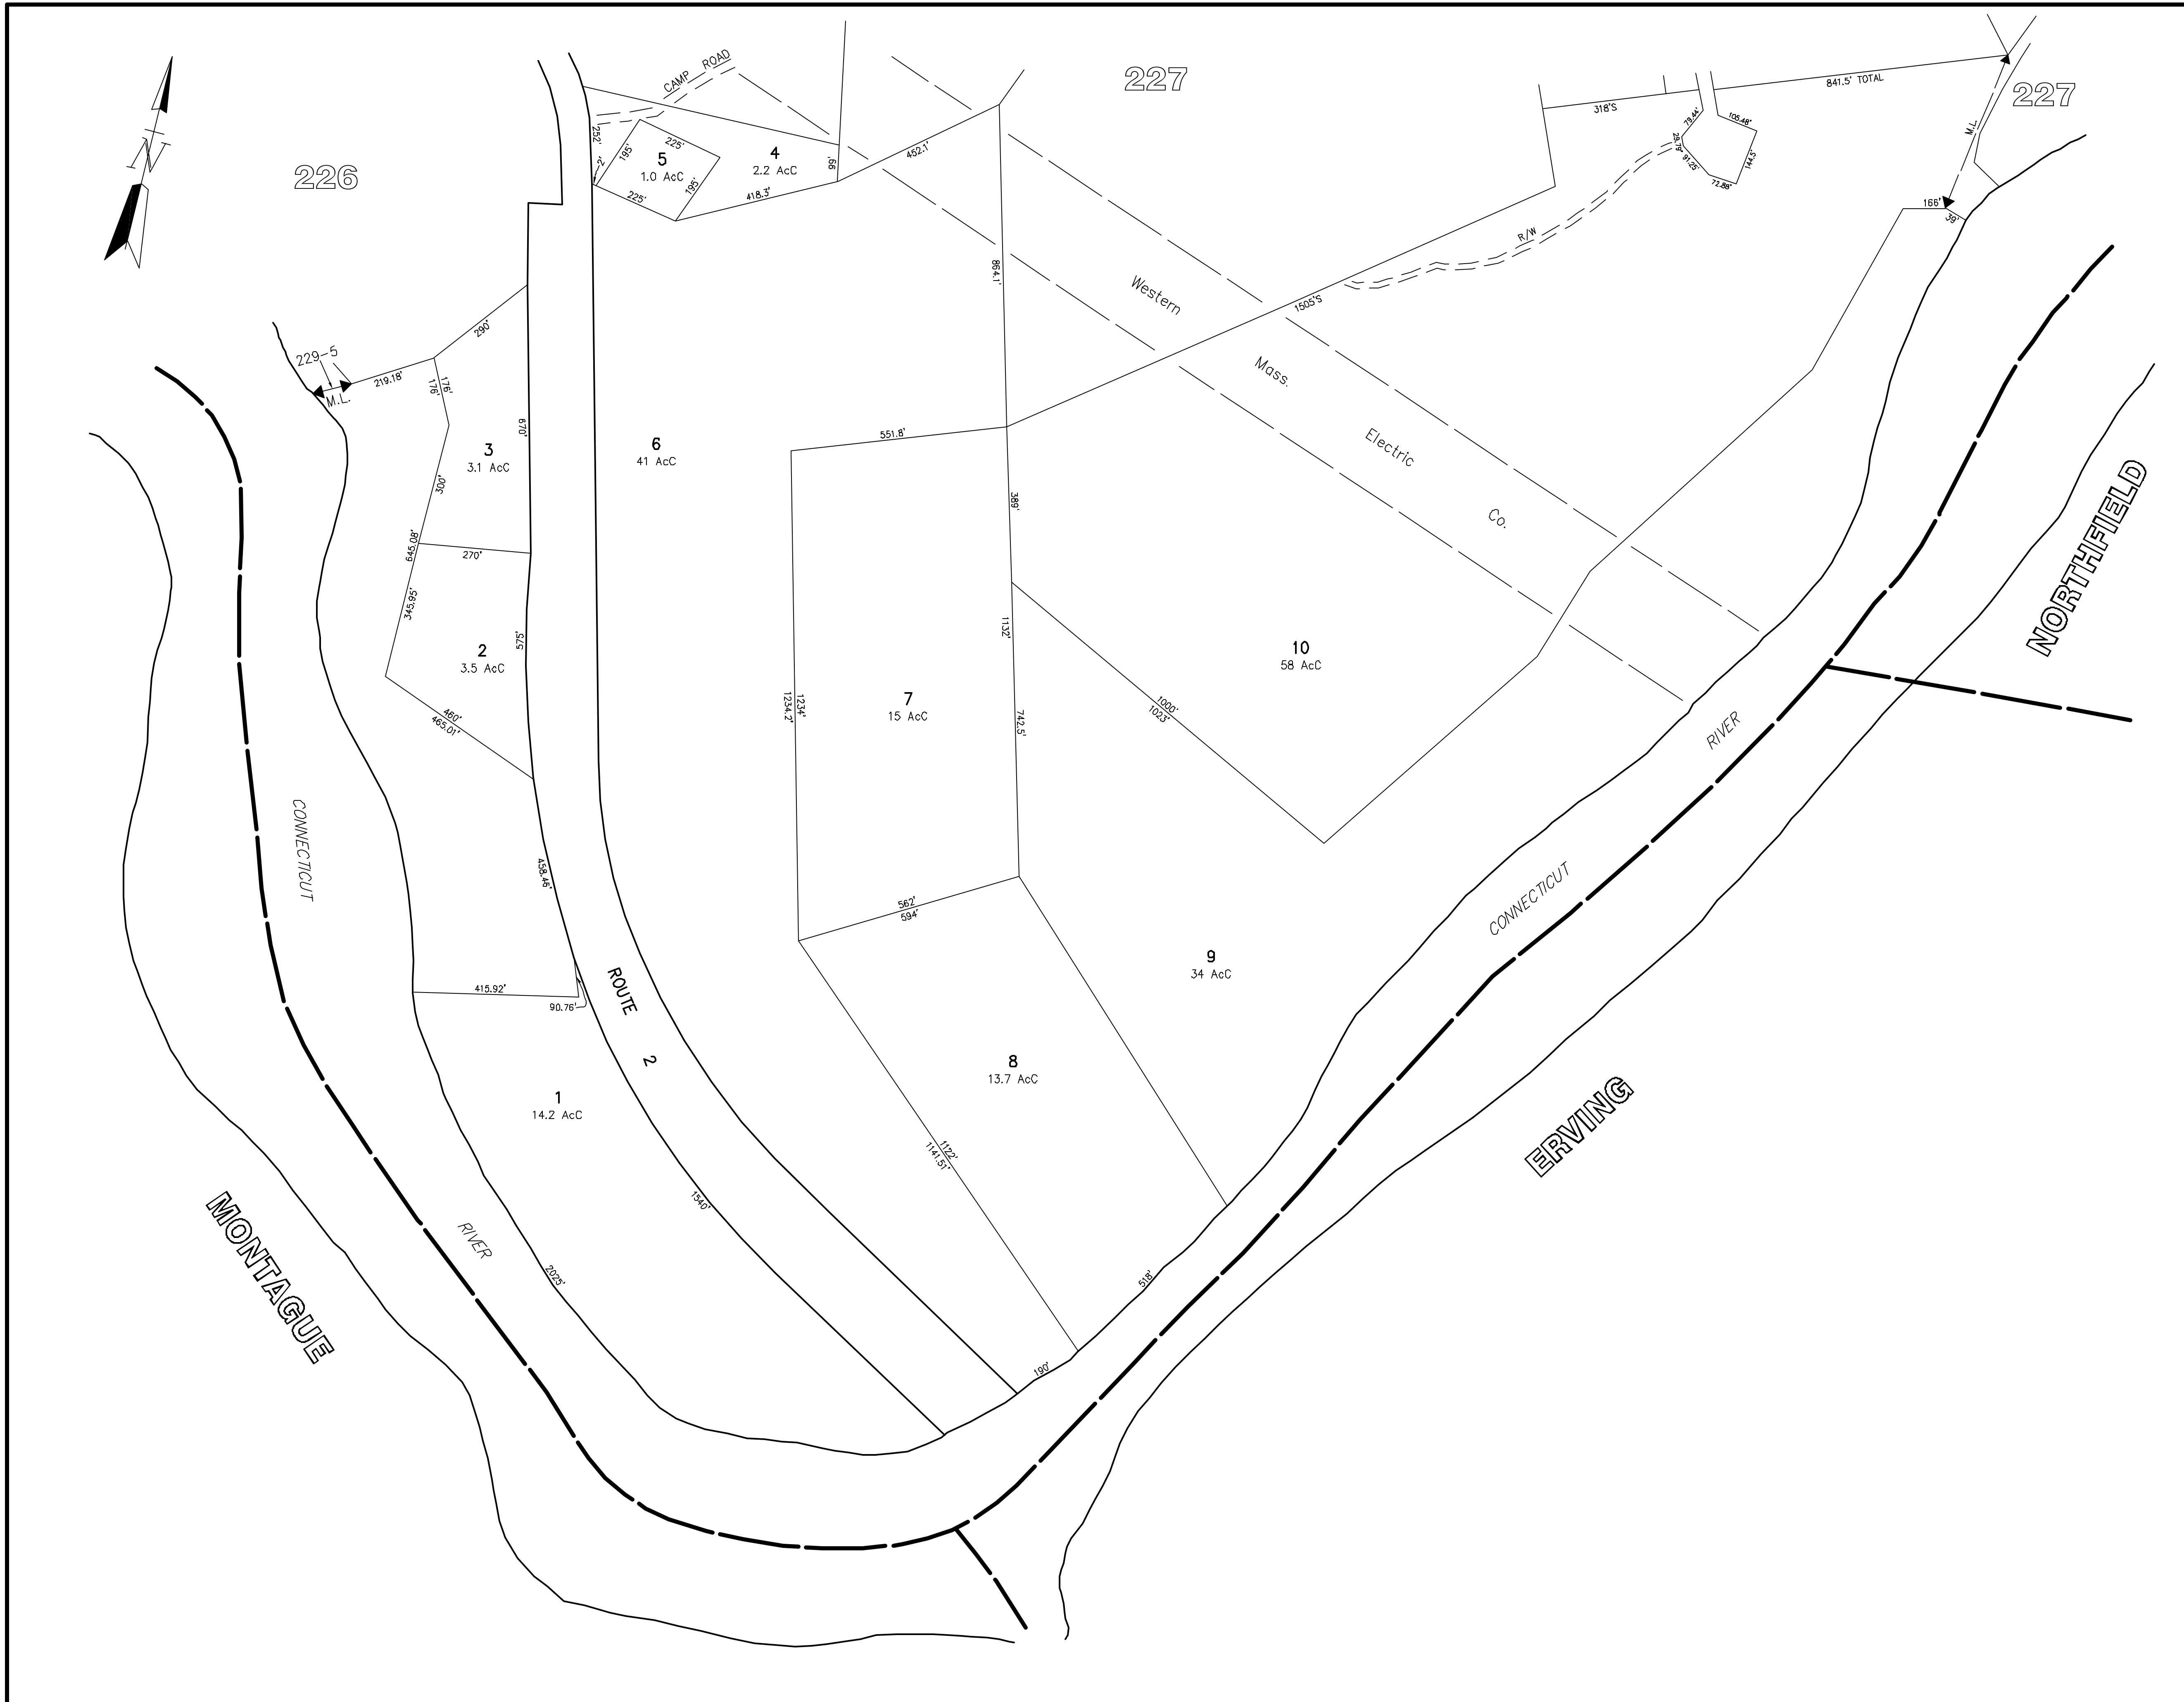 226
227
227
N
CAMP ROAD
252'
2'
195'
225'
5
1.0 AcC
195'
225'
4
2.2 AcC
99'
418.3'
452.1'
864.1'
318'S
841.5' TOTAL
79.44'
29.79'
91.25'
72.88'
144.5'
105.48'
M.L.
166'
39'
R/W
1505'S
Western
Mass.
Electric
Co.
229-5
M.L.
219.18'
290'
176'
176'
670'
3
3.1 AcC
300'
645.08'
270'
345.95'
575'
2
3.5 AcC
460'
465.01'
458.46'
415.92'
90.76'
1
14.2 AcC
1540'
2025'
ROUTE 2
6
41 AcC
551.8'
389'
1132'
742.5'
1234'
1234.2'
7
15 AcC
562'
594'
10
58 AcC
1000'
1023'
9
34 AcC
8
13.7 AcC
1122'
1141.51'
518'
190'
CONNECTICUT
RIVER
CONNECTICUT
RIVER
MONTAGUE
ERVING
NORTHFIELD